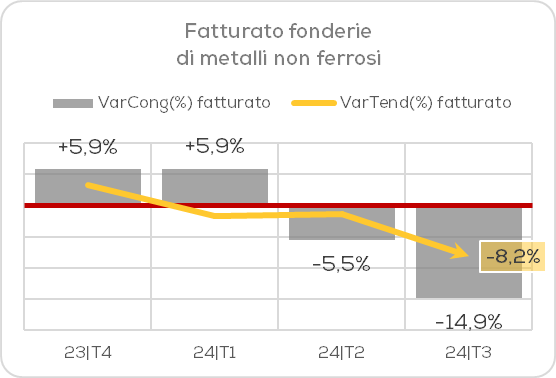 Fatturato fonderie
di metalli non ferrosi
VarCong(%) fatturato VarTend(%) fatturato
+5,9% +5,9%
-5,5%
-8,2%
-14,9%
23|T4 24|T1 24|T2 24|T3